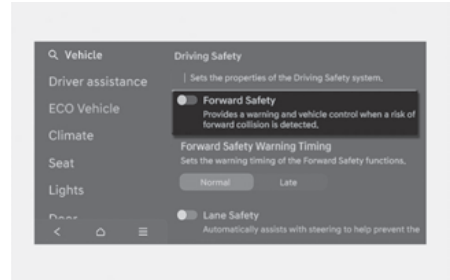 Vehicle
Driver assistance
ECO Vehicle
Climate
Seat
Lights
Door
Driving Safety
Sets the properties of the Driving Safety system.
Forward Safety
Provides a warning and vehicle control when a risk of
forward collision is detected.
Forward Safety Warning Timing
Sets the warning timing of the Forward Safety functions.
Normal Late
Lane Safety
Automatically assists with steering to help prevent the